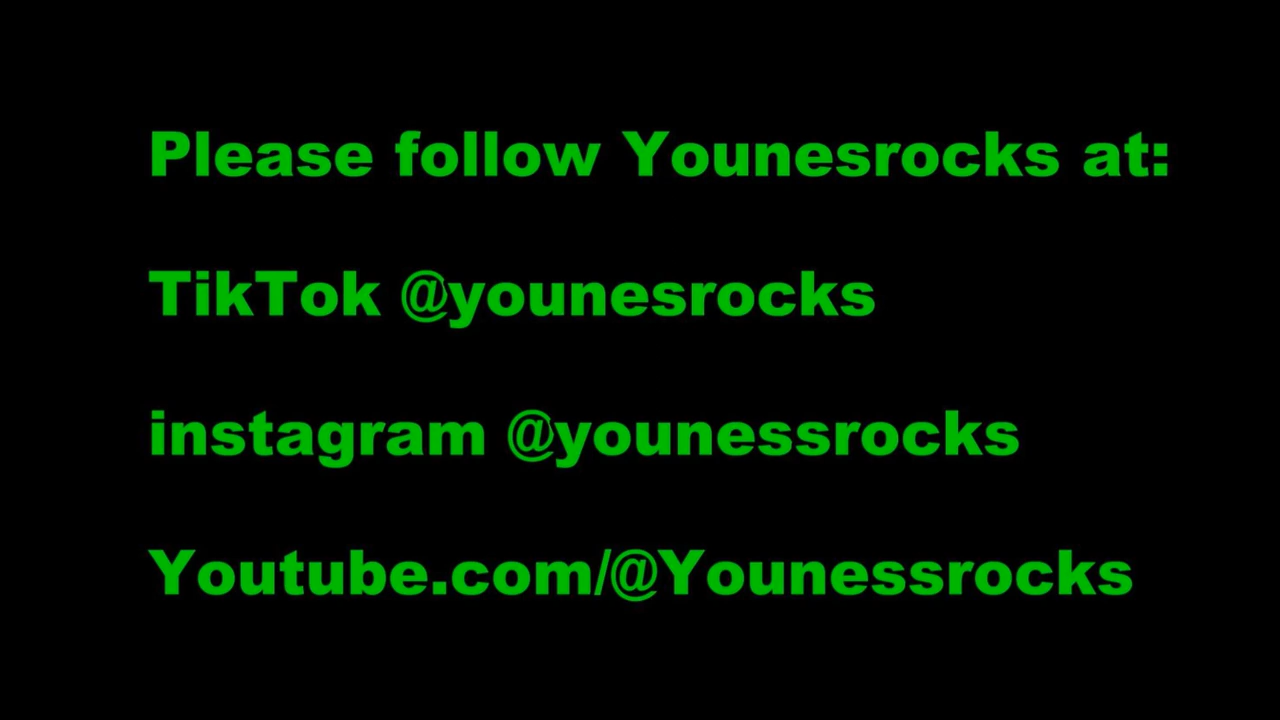 Please follow Younesrocks at:
TikTok @younesrocks
instagram @younessrocks
Youtube.com/@Younessrocks